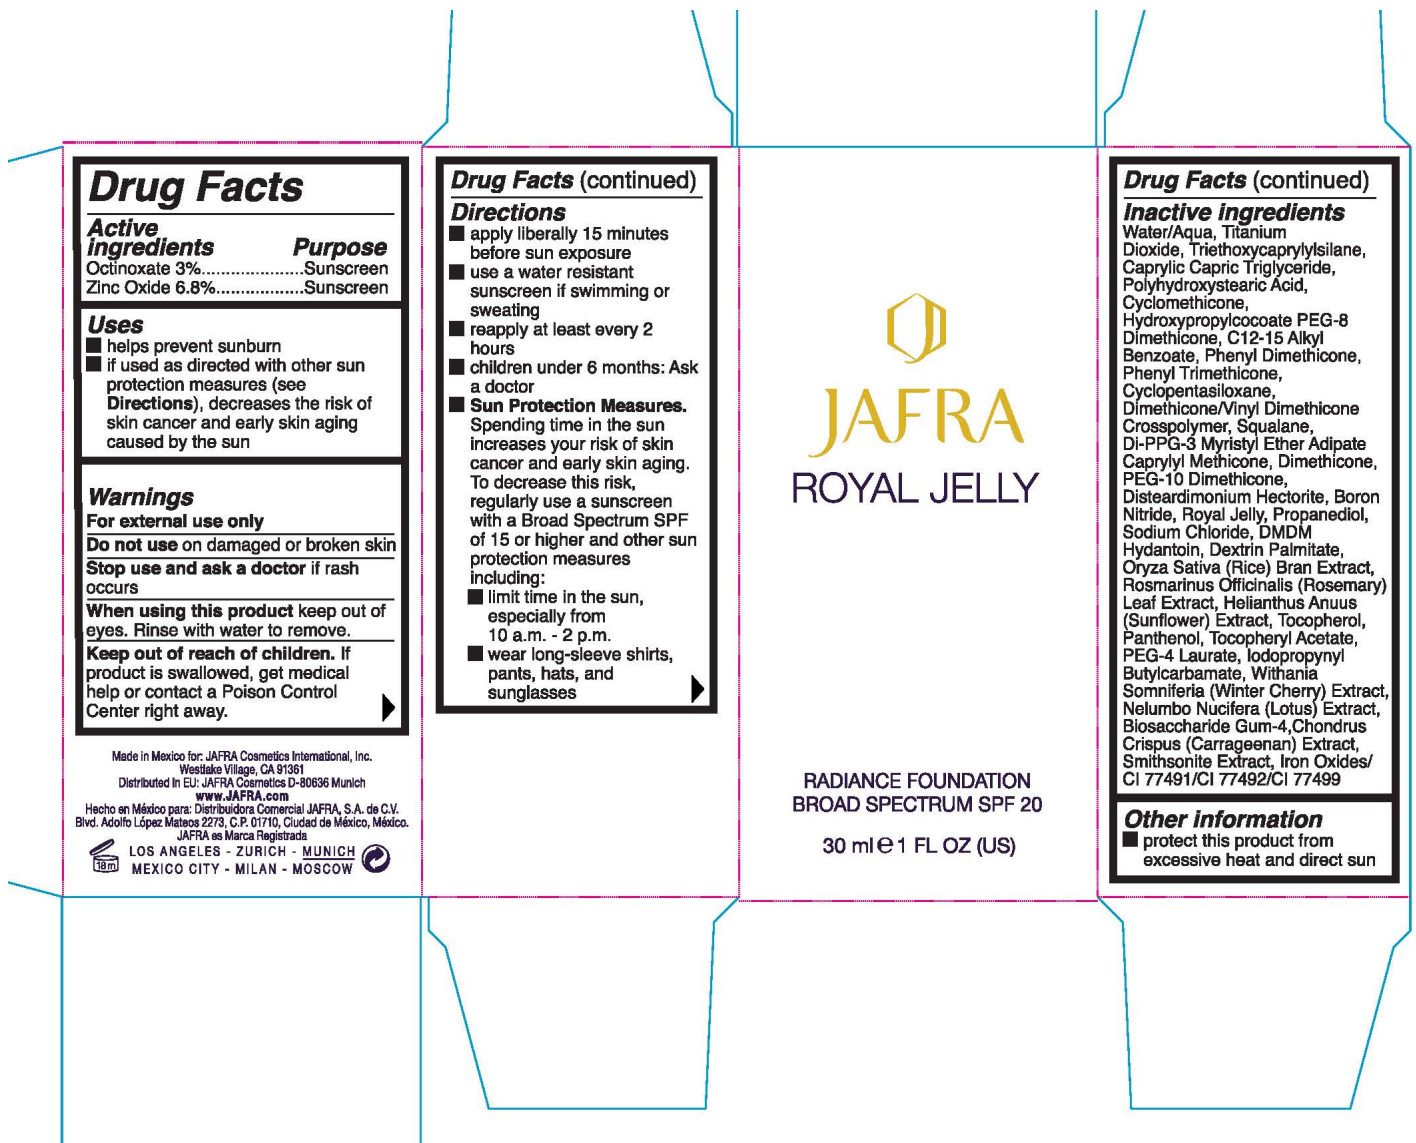 Drug Facts
Active
ingredients Purpose
Octinoxate 3%.....................Sunscreen
Zinc Oxide 6.8%..................Sunscreen
Uses
■ helps prevent sunburn
■ if used as directed with other sun
protection measures (see
Directions), decreases the risk of
skin cancer and early skin aging
caused by the sun
Warnings
For external use only
Do not use on damaged or broken skin
Stop use and ask a doctor if rash
occurs
When using this product keep out of
eyes. Rinse with water to remove.
Keep out of reach of children. If
product is swallowed, get medical
help or contact a Poison Control
Center right away.
Made in Mexico for: JAFRA Cosmetics International, Inc.
Westlake Village, CA 91361
Distributed in EU: JAFRA Cosmetics D-80636 Munich
www.JAFRA.com
Hecho en México para: Distribuidora Comercial JAFRA, S.A. de C.V.
Blvd. Adolfo López Mateos 2273, C.P. 01710, Ciudad de México, México.
JAFRA es Marca Registrada
18m
LOS ANGELES - ZURICH - MUNICH
MEXICO CITY - MILAN - MOSCOW
Drug Facts (continued)
Directions
■ apply liberally 15 minutes
before sun exposure
■ use a water resistant
sunscreen if swimming or
sweating
■ reapply at least every 2
hours
■ children under 6 months: Ask
a doctor
■ Sun Protection Measures.
Spending time in the sun
increases your risk of skin
cancer and early skin aging.
To decrease this risk,
regularly use a sunscreen
with a Broad Spectrum SPF
of 15 or higher and other sun
protection measures
including:
■ limit time in the sun,
especially from
10 a.m. - 2 p.m.
■ wear long-sleeve shirts,
pants, hats, and
sunglasses
JAFRA
ROYAL JELLY
RADIANCE FOUNDATION
BROAD SPECTRUM SPF 20
30 ml ℮ 1 FL OZ (US)
Drug Facts (continued)
Inactive ingredients
Water/Aqua, Titanium
Dioxide, Triethoxycaprylylsilane,
Caprylic Capric Triglyceride,
Polyhydroxystearic Acid,
Cyclomethicone,
Hydroxypropylcocoate PEG-8
Dimethicone, C12-15 Alkyl
Benzoate, Phenyl Dimethicone,
Phenyl Trimethicone,
Cyclopentasiloxane,
Dimethicone/Vinyl Dimethicone
Crosspolymer, Squalane,
Di-PPG-3 Myristyl Ether Adipate
Caprylyl Methicone, Dimethicone,
PEG-10 Dimethicone,
Disteardimonium Hectorite, Boron
Nitride, Royal Jelly, Propanediol,
Sodium Chloride, DMDM
Hydantoin, Dextrin Palmitate,
Oryza Sativa (Rice) Bran Extract,
Rosmarinus Officinalis (Rosemary)
Leaf Extract, Helianthus Anuus
(Sunflower) Extract, Tocopherol,
Panthenol, Tocopheryl Acetate,
PEG-4 Laurate, Iodopropynyl
Butylcarbamate, Withania
Somniferia (Winter Cherry) Extract,
Nelumbo Nucifera (Lotus) Extract,
Biosaccharide Gum-4,Chondrus
Crispus (Carrageenan) Extract,
Smithsonite Extract, Iron Oxides/
CI 77491/CI 77492/CI 77499
Other information
■ protect this product from
excessive heat and direct sun